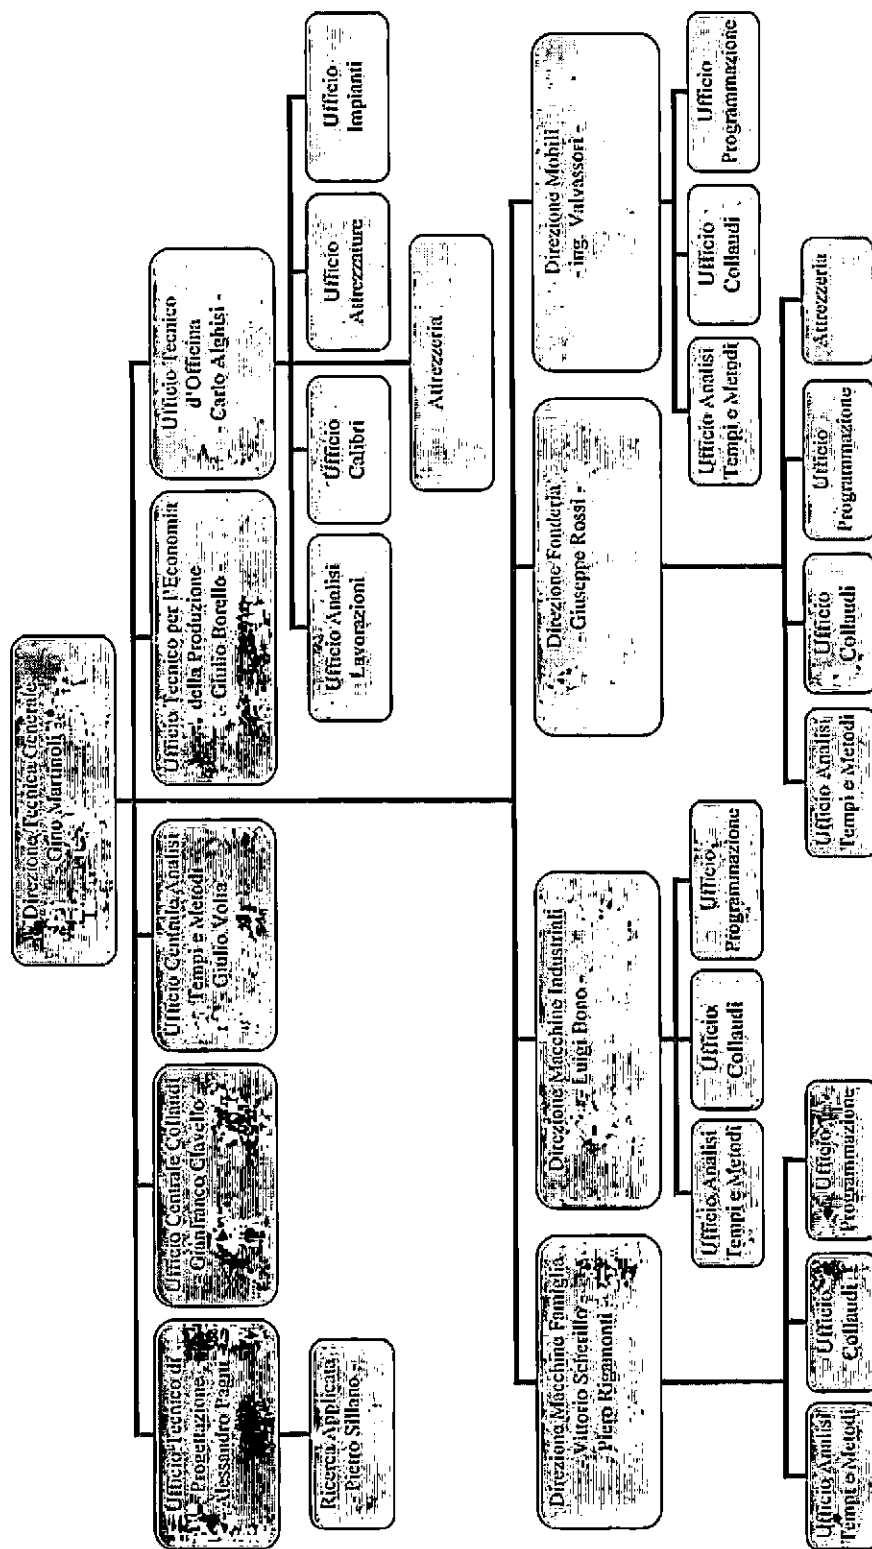 Direzione Tecnica Generale
- Gino Martinoli -
Ufficio Tecnico di
Progettazione
- Alessandro Pagni -
Ufficio Centrale Collaudi
- Gianfranco Clavello -
Ufficio Centrale Analisi
Tempi e Metodi
- Giulio Volia -
Ufficio Tecnico per l'Economia
della Produzione
- Giulio Borello -
Ufficio Tecnico
d'Officina
- Carlo Alghisi -
Ricerca Applicata
- Pietro Sillano -
Ufficio Analisi
Lavorazioni
Ufficio
Calibri
Ufficio
Attrezzature
Ufficio
Impianti
Attrezzeria
Direzione Macchine Famiglia
- Vittorio Scherillo -
- Piero Rigamonti -
Direzione Macchine Industriali
- Luigi Bono -
Direzione Fonderia
- Giuseppe Rossi -
Direzione Mobili
- ing. Valvassori -
Ufficio Analisi
Tempi e Metodi
Ufficio
Collaudi
Ufficio
Programmazione
Ufficio Analisi
Tempi e Metodi
Ufficio
Collaudi
Ufficio
Programmazione
Ufficio Analisi
Tempi e Metodi
Ufficio
Collaudi
Ufficio
Programmazione
Attrezzeria
Ufficio Analisi
Tempi e Metodi
Ufficio
Collaudi
Ufficio
Programmazione